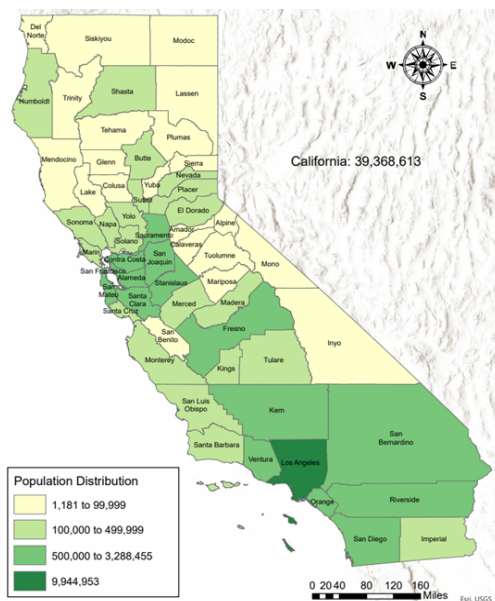 Del
Norte
Siskiyou
Modoc
N
W
E
S
Humboldt
Trinity
Shasta
Lassen
Tehama
Plumas
Mendocino
Glenn
Butte
Sierra
California: 39,368,613
Lake
Colusa
Yuba
Nevada
Placer
Sutter
El Dorado
Sonoma
Napa
Yolo
Sacramento
Alpine
Amador
Solano
Calaveras
Marin
Contra Costa
San
Joaquin
Tuolumne
Mono
San Francisco
Alameda
Stanislaus
Mariposa
San
Mateo
Santa
Clara
Merced
Madera
Santa Cruz
San
Benito
Fresno
Inyo
Monterey
Kings
Tulare
San Luis
Obispo
Kern
San
Bernardino
Santa Barbara
Ventura
Los Angeles
Orange
Riverside
San Diego
Imperial
Population Distribution
1,181 to 99,999
100,000 to 499,999
500,000 to 3,288,455
9,944,953
0 20 40 80 120 160
Miles
Esri, USGS